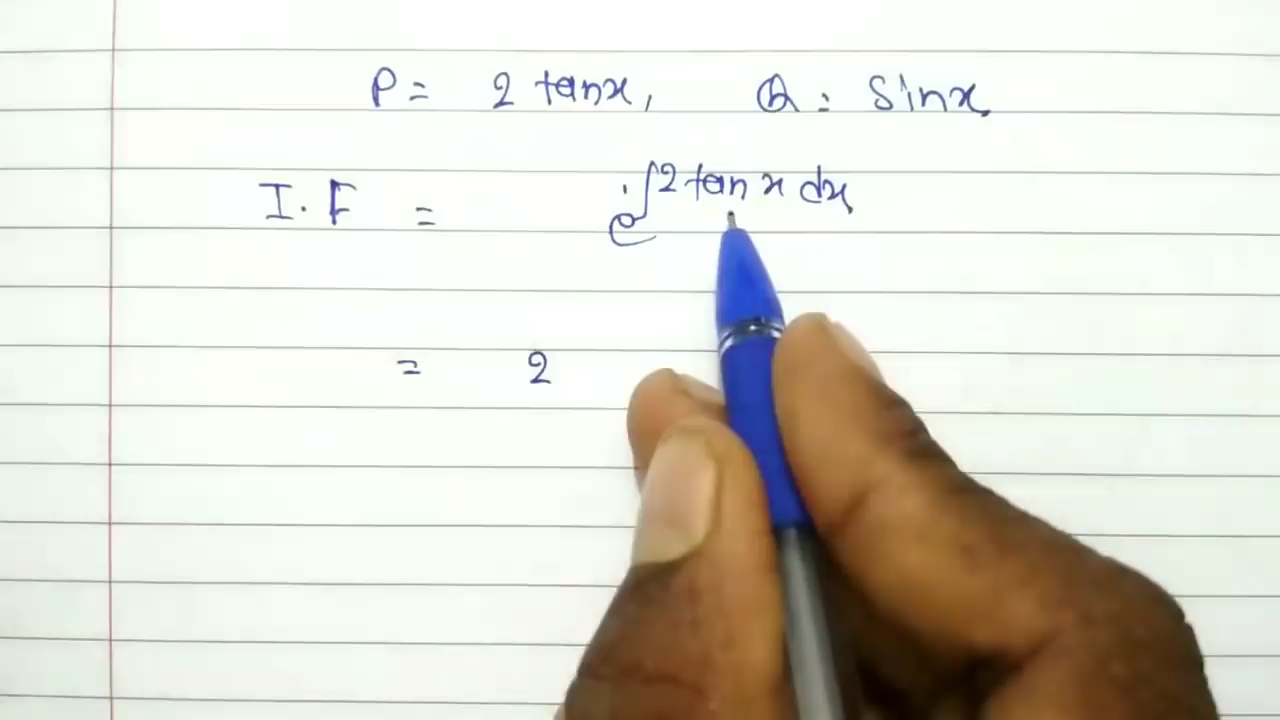 P = 2 tanx, Q = Sinx
I.F = e^∫2 tan x dx
= 2